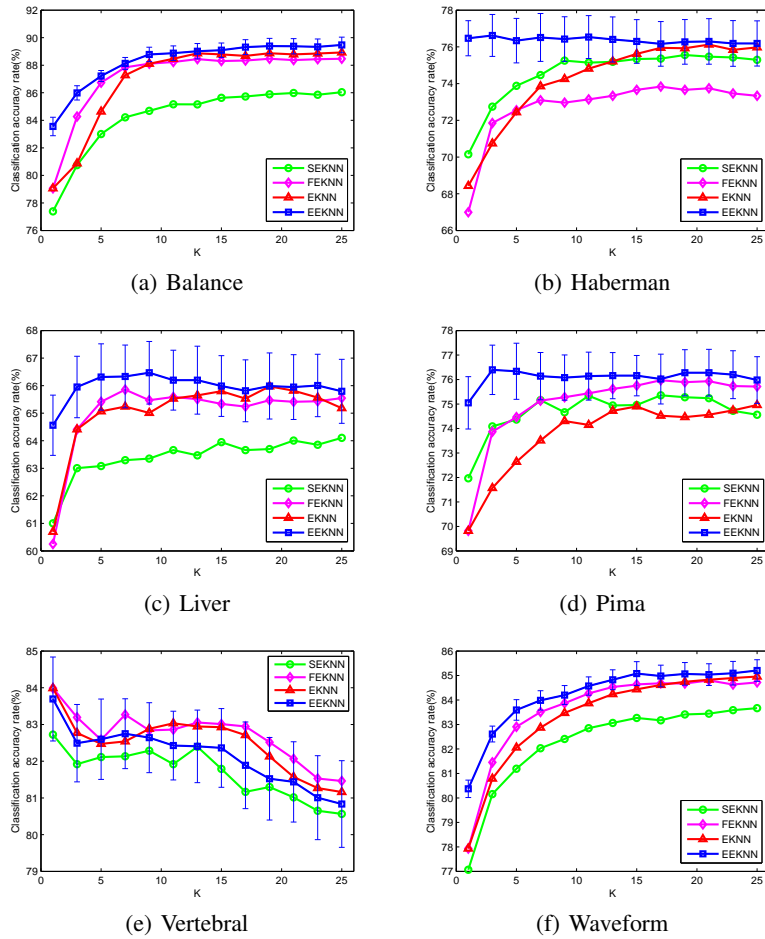 Classification accuracy rate(%)
92
90
88
86
84
82
80
78
76
0 5 10 15 20 25
K
SEKNN
FEKNN
EKNN
EEKNN
(a) Balance
Classification accuracy rate(%)
78
76
74
72
70
68
66
0 5 10 15 20 25
K
SEKNN
FEKNN
EKNN
EEKNN
(b) Haberman
Classification accuracy rate(%)
68
67
66
65
64
63
62
61
60
0 5 10 15 20 25
K
SEKNN
FEKNN
EKNN
EEKNN
(c) Liver
Classification accuracy rate(%)
78
77
76
75
74
73
72
71
70
69
0 5 10 15 20 25
K
SEKNN
FEKNN
EKNN
EEKNN
(d) Pima
Classification accuracy rate(%)
85
84
83
82
81
80
79
0 5 10 15 20 25
K
SEKNN
FEKNN
EKNN
EEKNN
(e) Vertebral
Classification accuracy rate(%)
86
85
84
83
82
81
80
79
78
77
0 5 10 15 20 25
K
SEKNN
FEKNN
EKNN
EEKNN
(f) Waveform